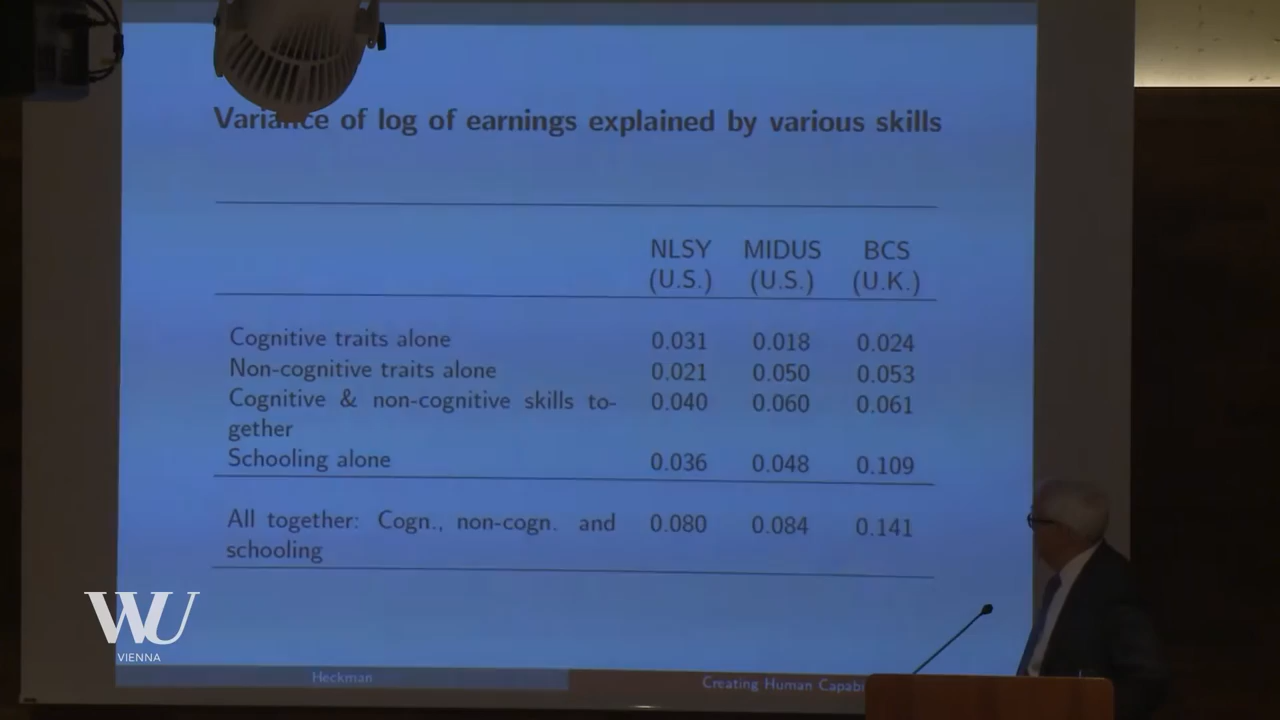 Variance of log of earnings explained by various skills
NLSY MIDUS BCS
(U.S.) (U.S.) (U.K.)
Cognitive traits alone 0.031 0.018 0.024
Non-cognitive traits alone 0.021 0.050 0.053
Cognitive & non-cognitive skills to- 0.040 0.060 0.061
gether
Schooling alone 0.036 0.048 0.109
All together: Cogn., non-cogn. and 0.080 0.084 0.141
schooling
WU
VIENNA
Heckman Creating Human Capabi